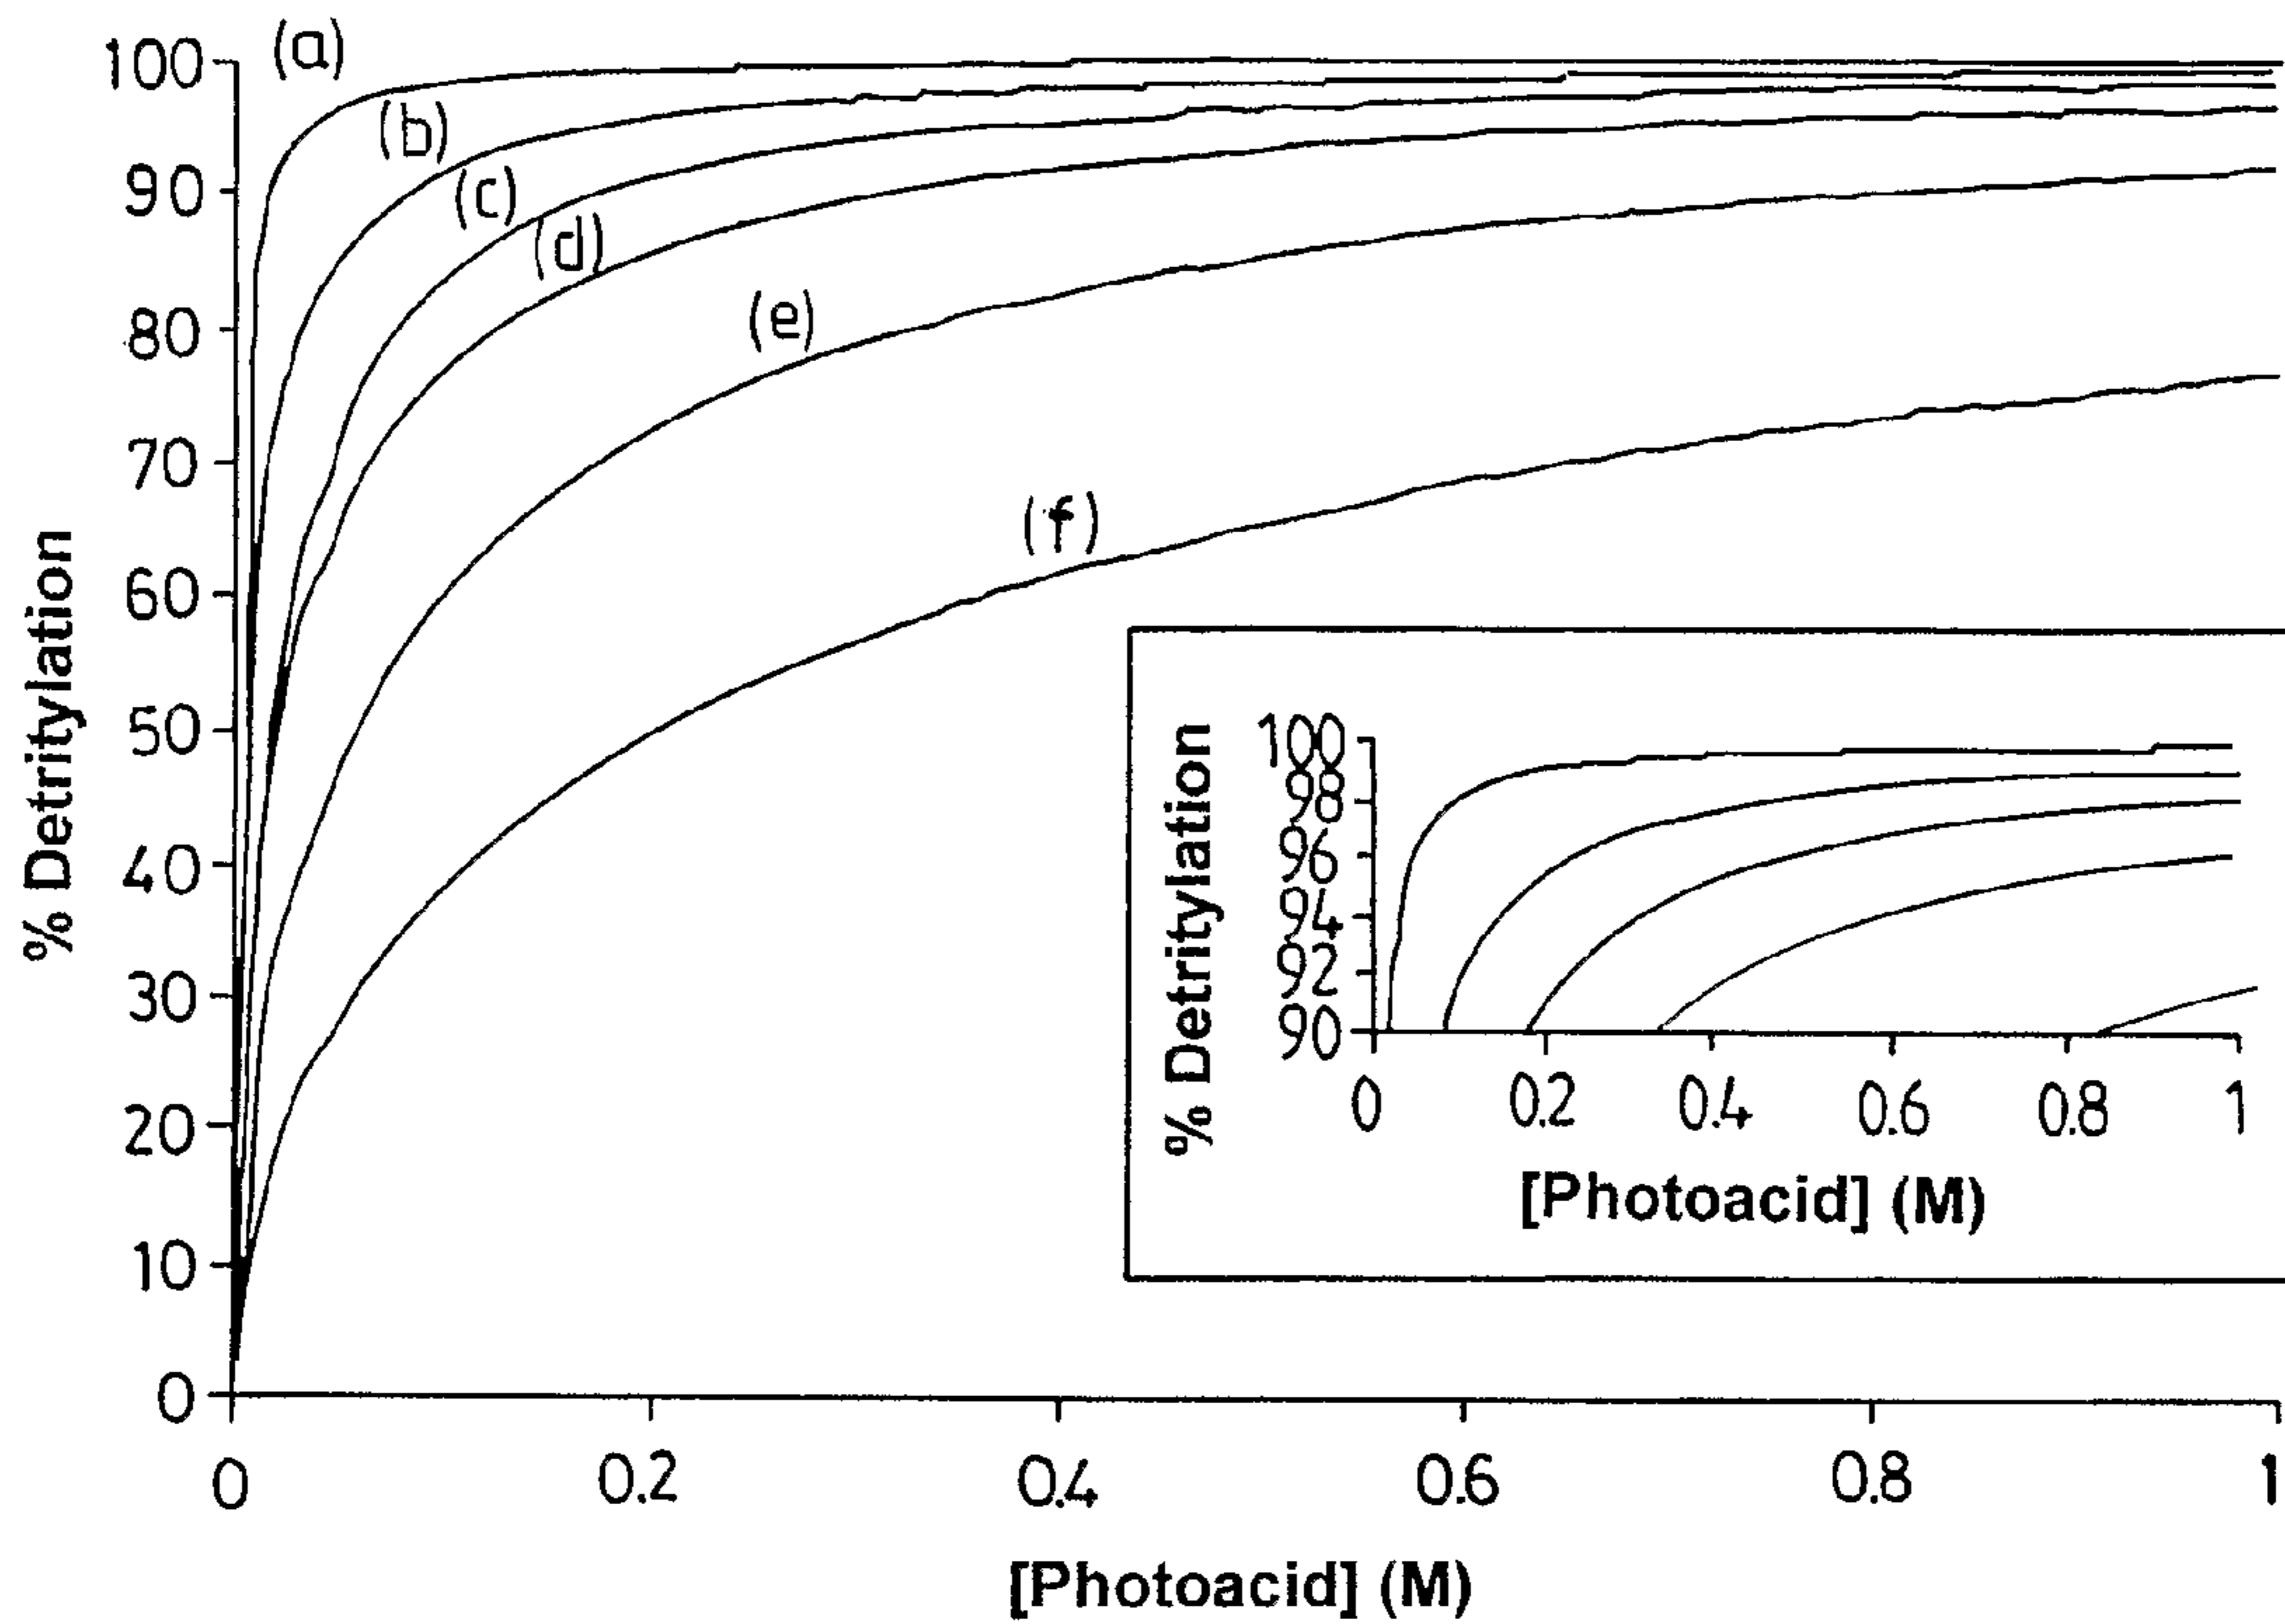 (a)
(b)
(c)
(d)
(e)
(f)
% Detritylation
100
90
80
70
60
50
40
30
20
10
0
0 0.2 0.4 0.6 0.8 1
[Photoacid] (M)
% Detritylation
100
98
96
94
92
90
0 0.2 0.4 0.6 0.8 1
[Photoacid] (M)